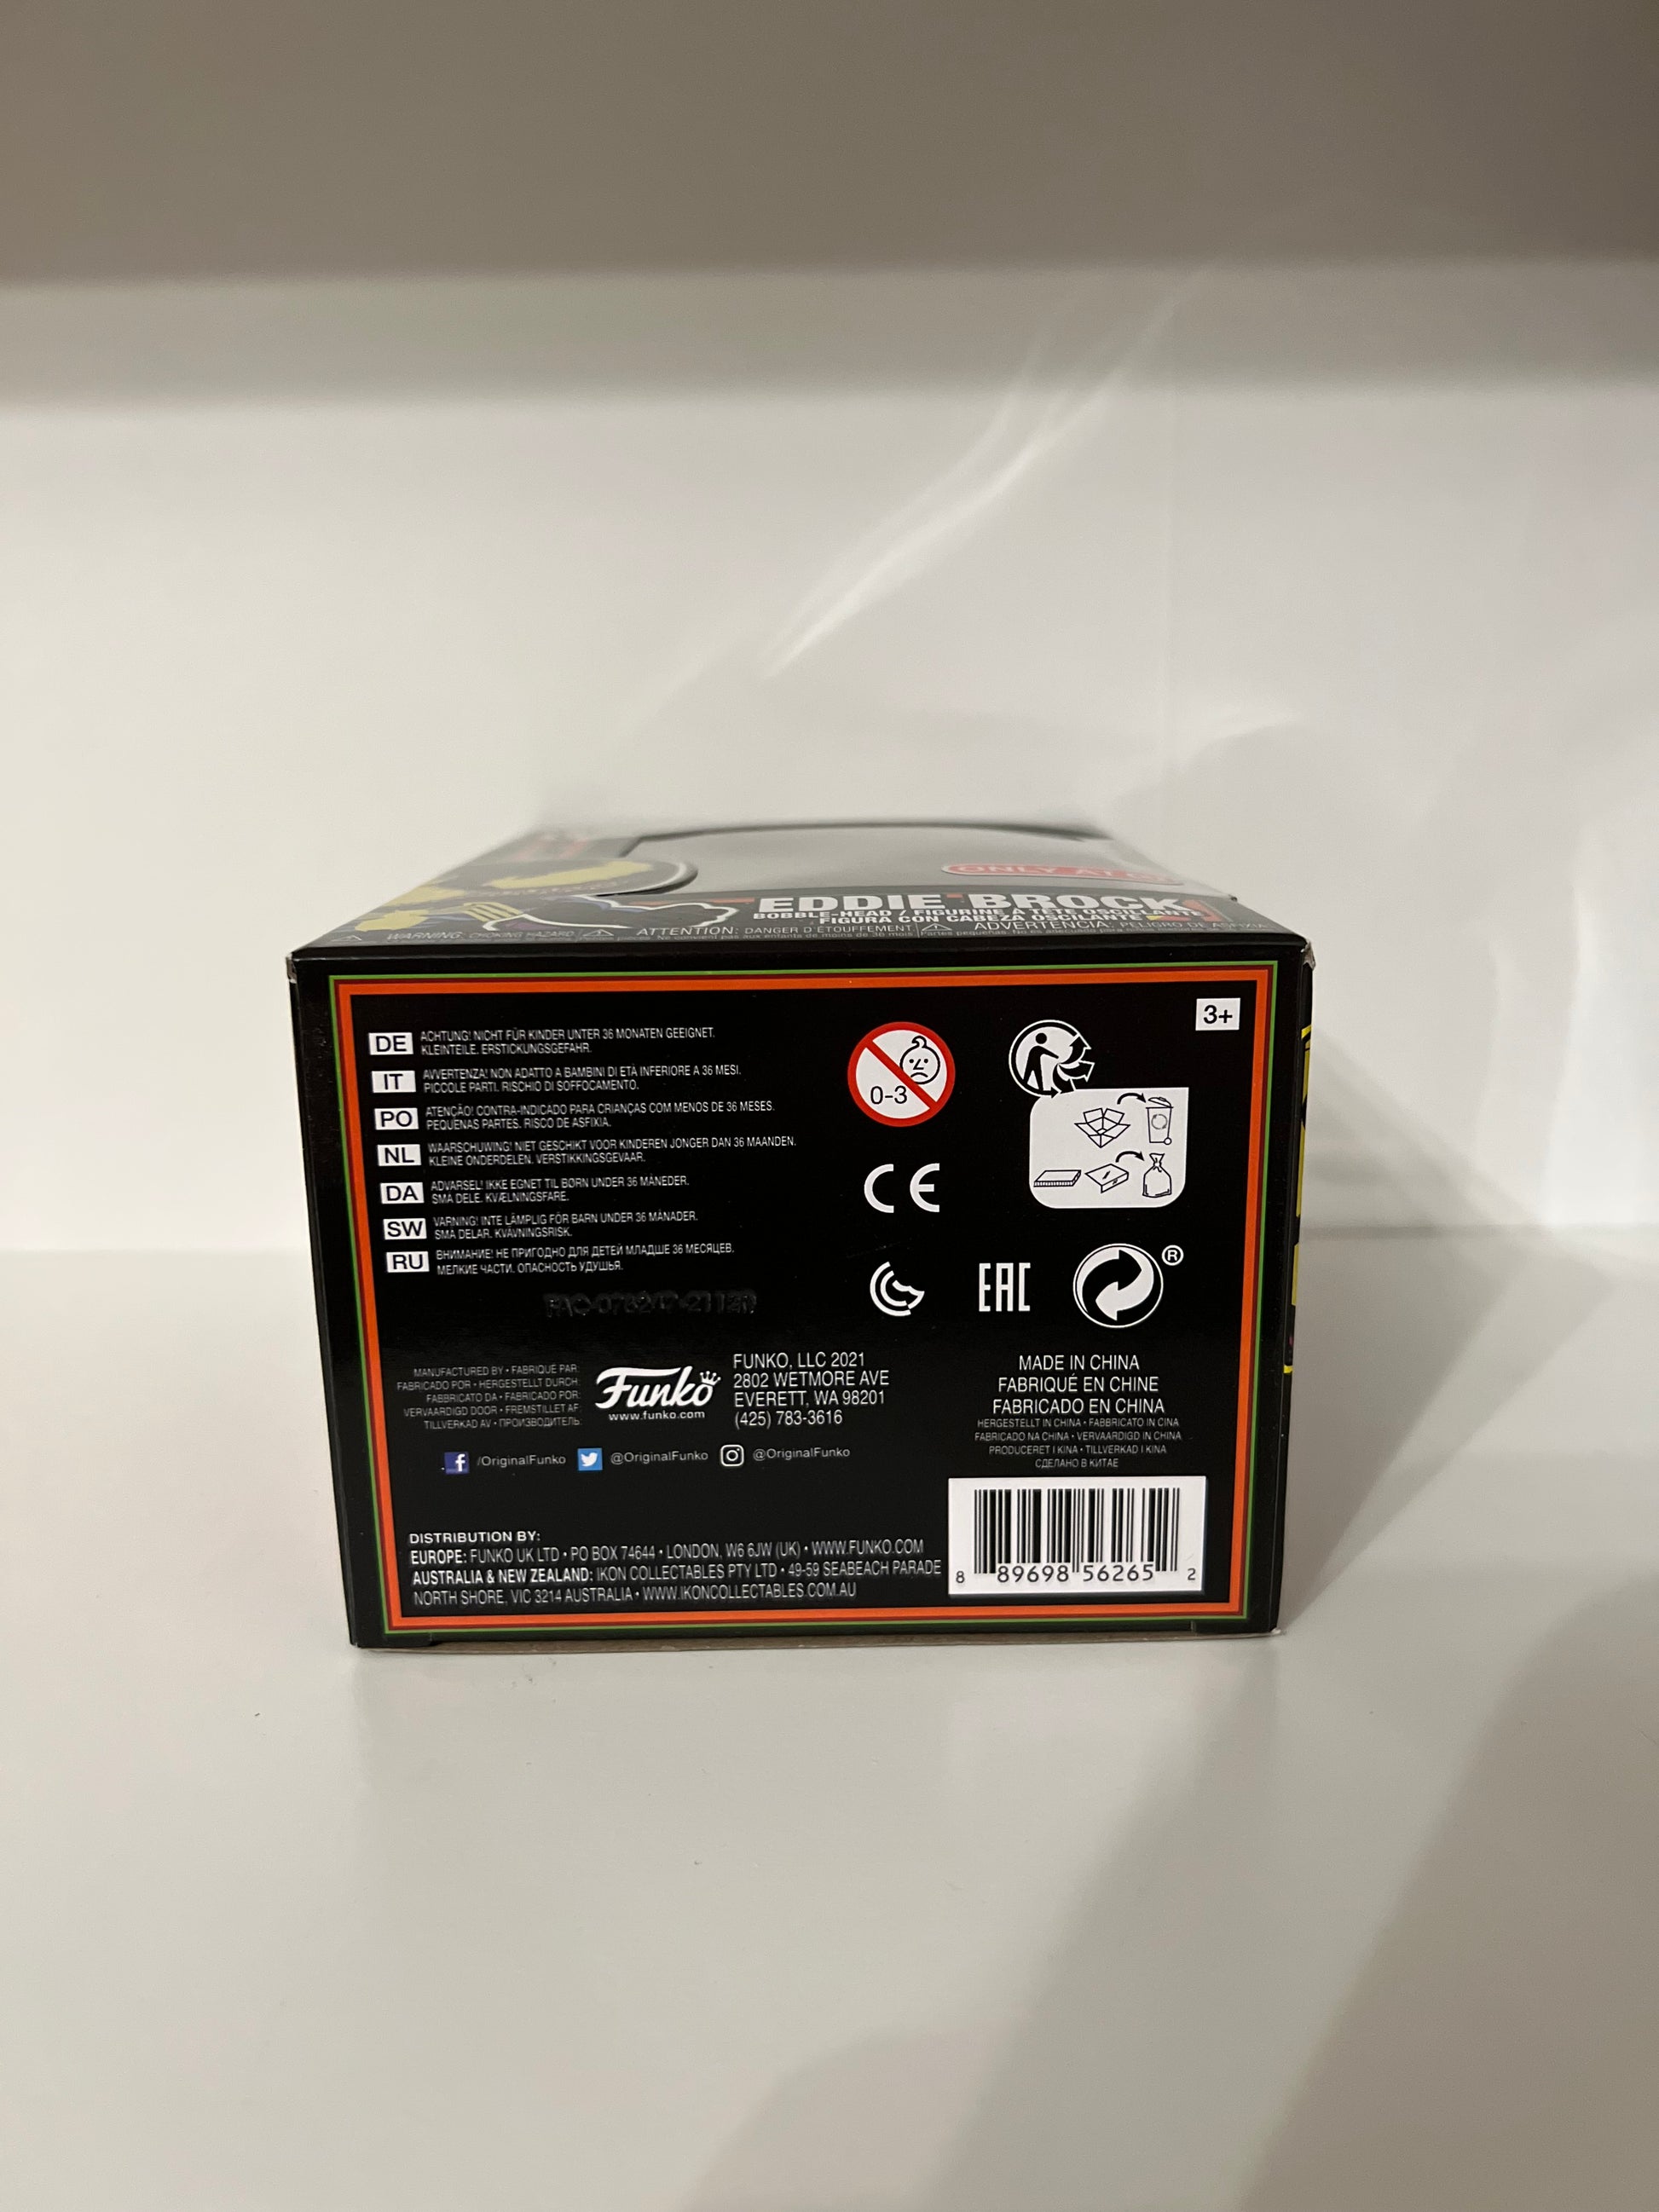 ONLY AT
EDDIE BROCK
BOBBLE-HEAD / FIGURINE À TÊTE OSCILLANTE
FIGURA CON CABEZA OSCILANTE
WARNING: CHOKING HAZARD
ATTENTION: DANGER D'ÉTOUFFEMENT
ADVERTENCIA: PELIGRO DE ASFIXIA
3+
DE ACHTUNG! NICHT FÜR KINDER UNTER 36 MONATEN GEEIGNET.
KLEINTEILE. ERSTICKUNGSGEFAHR.
IT AVVERTENZA! NON ADATTO A BAMBINI DI ETÀ INFERIORE A 36 MESI.
PICCOLE PARTI. RISCHIO DI SOFFOCAMENTO.
PO ATENÇÃO! CONTRA-INDICADO PARA CRIANÇAS COM MENOS DE 36 MESES.
PEQUENAS PARTES. RISCO DE ASFIXIA.
NL WAARSCHUWING! NIET GESCHIKT VOOR KINDEREN JONGER DAN 36 MAANDEN.
KLEINE ONDERDELEN. VERSTIKKINGSGEVAAR.
DA ADVARSEL! IKKE EGNET TIL BØRN UNDER 36 MÅNEDER.
SMÅ DELE. KVÆLNINGSFARE.
SW VARNING! INTE LÄMPLIG FÖR BARN UNDER 36 MÅNADER.
SMÅ DELAR. KVÄVNINGSRISK.
RU ВНИМАНИЕ! НЕ ПРИГОДНО ДЛЯ ДЕТЕЙ МЛАДШЕ 36 МЕСЯЦЕВ.
МЕЛКИЕ ЧАСТИ. ОПАСНОСТЬ УДУШЬЯ.
0-3
CE
EAC
®
MANUFACTURED BY • FABRIQUÉ PAR:
FABRICADO POR • HERGESTELLT DURCH:
FABBRICATO DA • FABRICADO POR:
VERVAARDIGD DOOR • FREMSTILLET AF:
TILLVERKAD AV • ПРОИЗВОДИТЕЛЬ:
Funko
www.funko.com
FUNKO, LLC 2021
2802 WETMORE AVE
EVERETT, WA 98201
(425) 783-3616
MADE IN CHINA
FABRIQUÉ EN CHINE
FABRICADO EN CHINA
HERGESTELLT IN CHINA • FABBRICATO IN CINA
FABRICADO NA CHINA • VERVAARDIGD IN CHINA
PRODUCERET I KINA • TILLVERKAD I KINA
СДЕЛАНО В КИТАЕ
/OriginalFunko @OriginalFunko @OriginalFunko
DISTRIBUTION BY:
EUROPE: FUNKO UK LTD • PO BOX 74644 • LONDON, W6 6JW (UK) • WWW.FUNKO.COM
AUSTRALIA & NEW ZEALAND: IKON COLLECTABLES PTY LTD • 49-59 SEABEACH PARADE
NORTH SHORE, VIC 3214 AUSTRALIA • WWW.IKONCOLLECTABLES.COM.AU
8 89698 56265 2